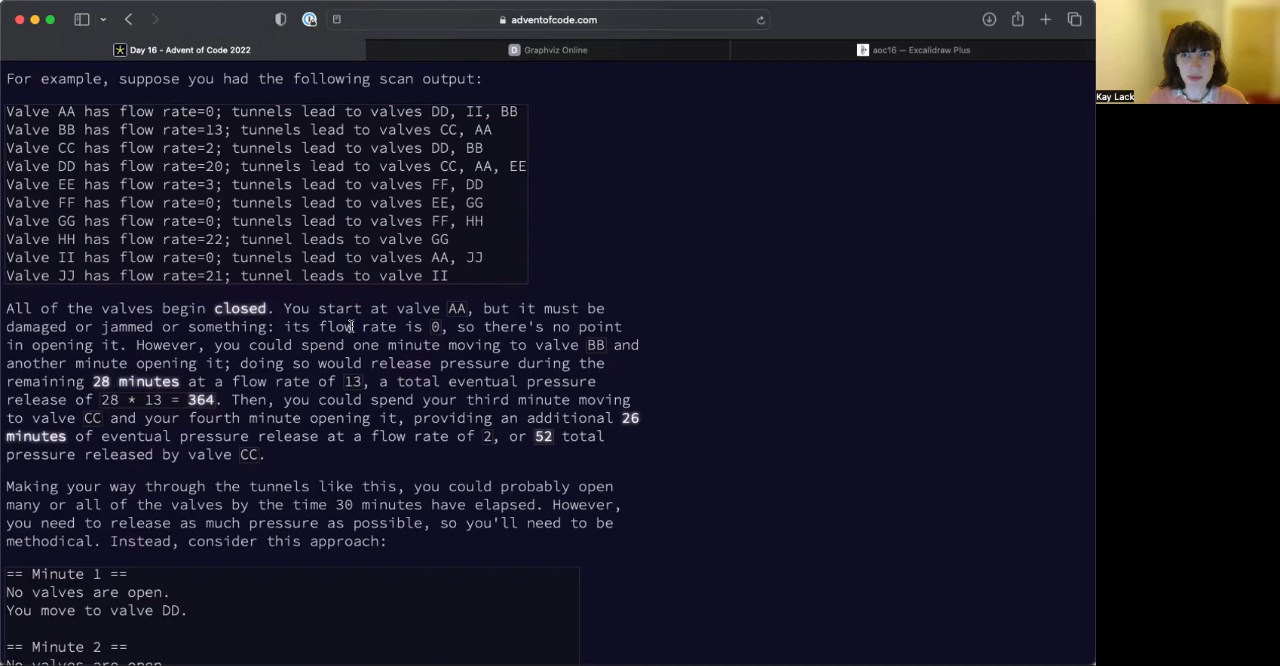 adventofcode.com
Day 16 - Advent of Code 2022
Graphviz Online
aoc16 — Excalidraw Plus
Kay Lack
For example, suppose you had the following scan output:
Valve AA has flow rate=0; tunnels lead to valves DD, II, BB
Valve BB has flow rate=13; tunnels lead to valves CC, AA
Valve CC has flow rate=2; tunnels lead to valves DD, BB
Valve DD has flow rate=20; tunnels lead to valves CC, AA, EE
Valve EE has flow rate=3; tunnels lead to valves FF, DD
Valve FF has flow rate=0; tunnels lead to valves EE, GG
Valve GG has flow rate=0; tunnels lead to valves FF, HH
Valve HH has flow rate=22; tunnel leads to valve GG
Valve II has flow rate=0; tunnels lead to valves AA, JJ
Valve JJ has flow rate=21; tunnel leads to valve II
All of the valves begin closed. You start at valve AA, but it must be
damaged or jammed or something: its flow rate is 0, so there's no point
in opening it. However, you could spend one minute moving to valve BB and
another minute opening it; doing so would release pressure during the
remaining 28 minutes at a flow rate of 13, a total eventual pressure
release of 28 * 13 = 364. Then, you could spend your third minute moving
to valve CC and your fourth minute opening it, providing an additional 26
minutes of eventual pressure release at a flow rate of 2, or 52 total
pressure released by valve CC.
Making your way through the tunnels like this, you could probably open
many or all of the valves by the time 30 minutes have elapsed. However,
you need to release as much pressure as possible, so you'll need to be
methodical. Instead, consider this approach:
== Minute 1 ==
No valves are open.
You move to valve DD.
== Minute 2 ==
No valves are open.